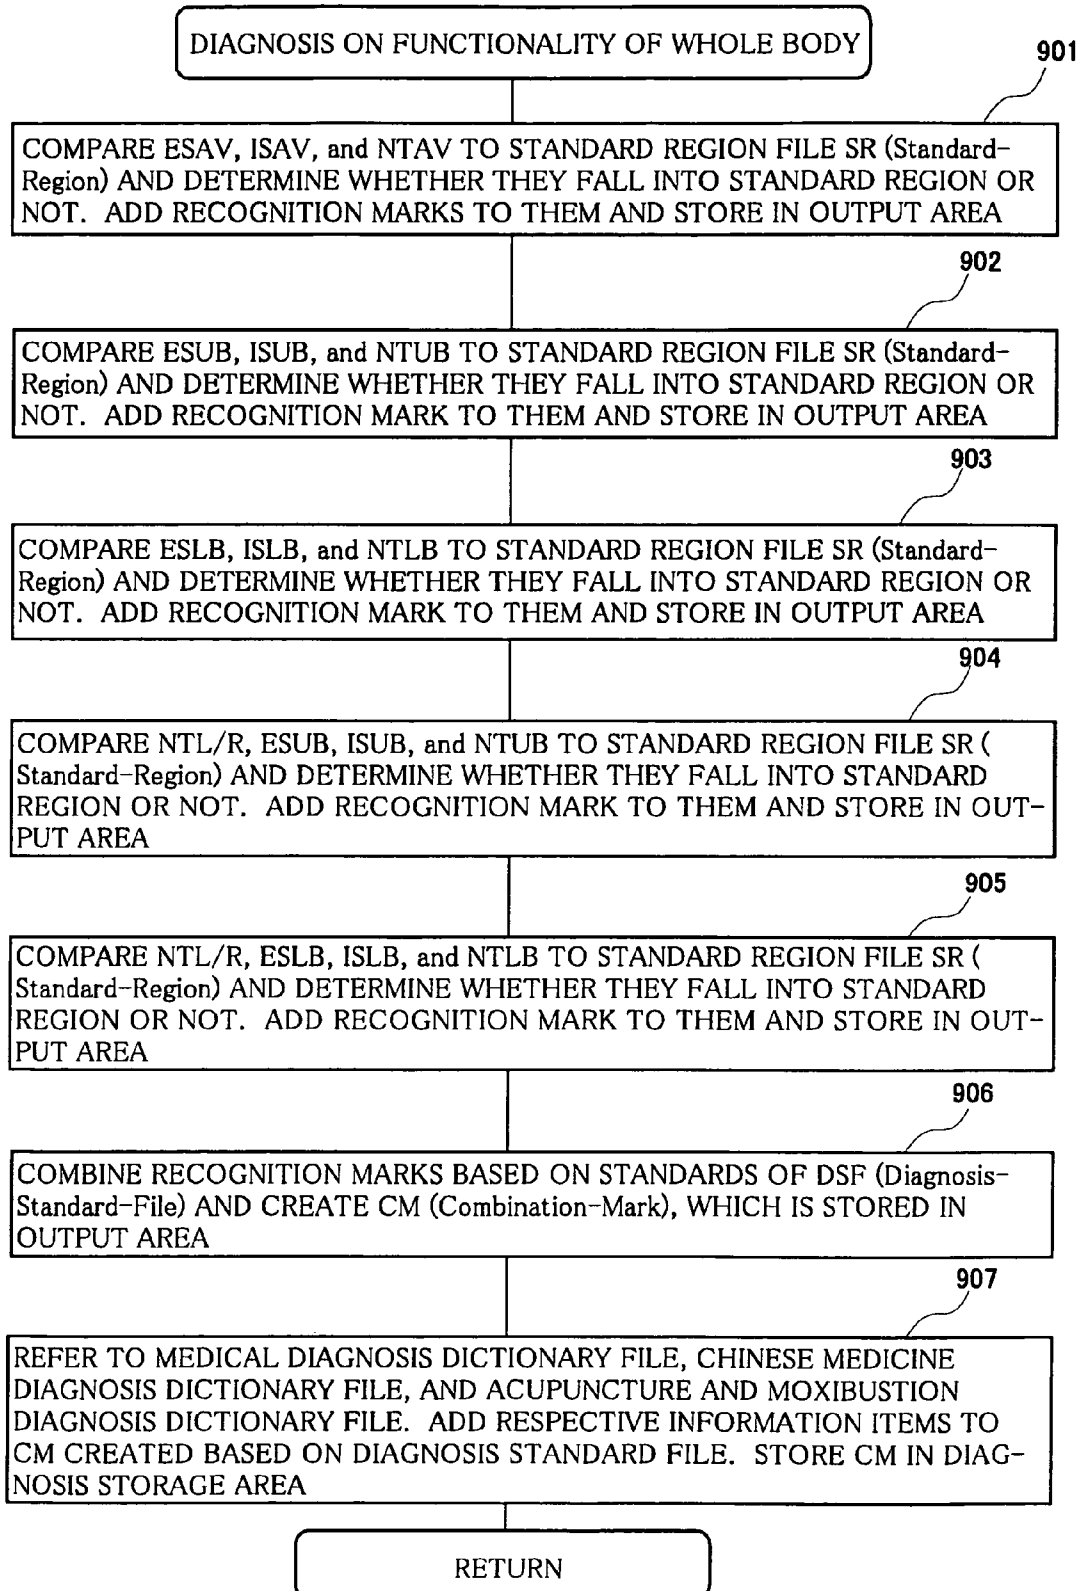 DIAGNOSIS ON FUNCTIONALITY OF WHOLE BODY
901
COMPARE ESAV, ISAV, and NTAV TO STANDARD REGION FILE SR (Standard-
Region) AND DETERMINE WHETHER THEY FALL INTO STANDARD REGION OR
NOT. ADD RECOGNITION MARKS TO THEM AND STORE IN OUTPUT AREA
902
COMPARE ESUB, ISUB, and NTUB TO STANDARD REGION FILE SR (Standard-
Region) AND DETERMINE WHETHER THEY FALL INTO STANDARD REGION OR
NOT. ADD RECOGNITION MARK TO THEM AND STORE IN OUTPUT AREA
903
COMPARE ESLB, ISLB, and NTLB TO STANDARD REGION FILE SR (Standard-
Region) AND DETERMINE WHETHER THEY FALL INTO STANDARD REGION OR
NOT. ADD RECOGNITION MARK TO THEM AND STORE IN OUTPUT AREA
904
COMPARE NTL/R, ESUB, ISUB, and NTUB TO STANDARD REGION FILE SR (
Standard-Region) AND DETERMINE WHETHER THEY FALL INTO STANDARD
REGION OR NOT. ADD RECOGNITION MARK TO THEM AND STORE IN OUT-
PUT AREA
905
COMPARE NTL/R, ESLB, ISLB, and NTLB TO STANDARD REGION FILE SR (
Standard-Region) AND DETERMINE WHETHER THEY FALL INTO STANDARD
REGION OR NOT. ADD RECOGNITION MARK TO THEM AND STORE IN OUT-
PUT AREA
906
COMBINE RECOGNITION MARKS BASED ON STANDARDS OF DSF (Diagnosis-
Standard-File) AND CREATE CM (Combination-Mark), WHICH IS STORED IN
OUTPUT AREA
907
REFER TO MEDICAL DIAGNOSIS DICTIONARY FILE, CHINESE MEDICINE
DIAGNOSIS DICTIONARY FILE, AND ACUPUNCTURE AND MOXIBUSTION
DIAGNOSIS DICTIONARY FILE. ADD RESPECTIVE INFORMATION ITEMS TO
CM CREATED BASED ON DIAGNOSIS STANDARD FILE. STORE CM IN DIAG-
NOSIS STORAGE AREA
RETURN